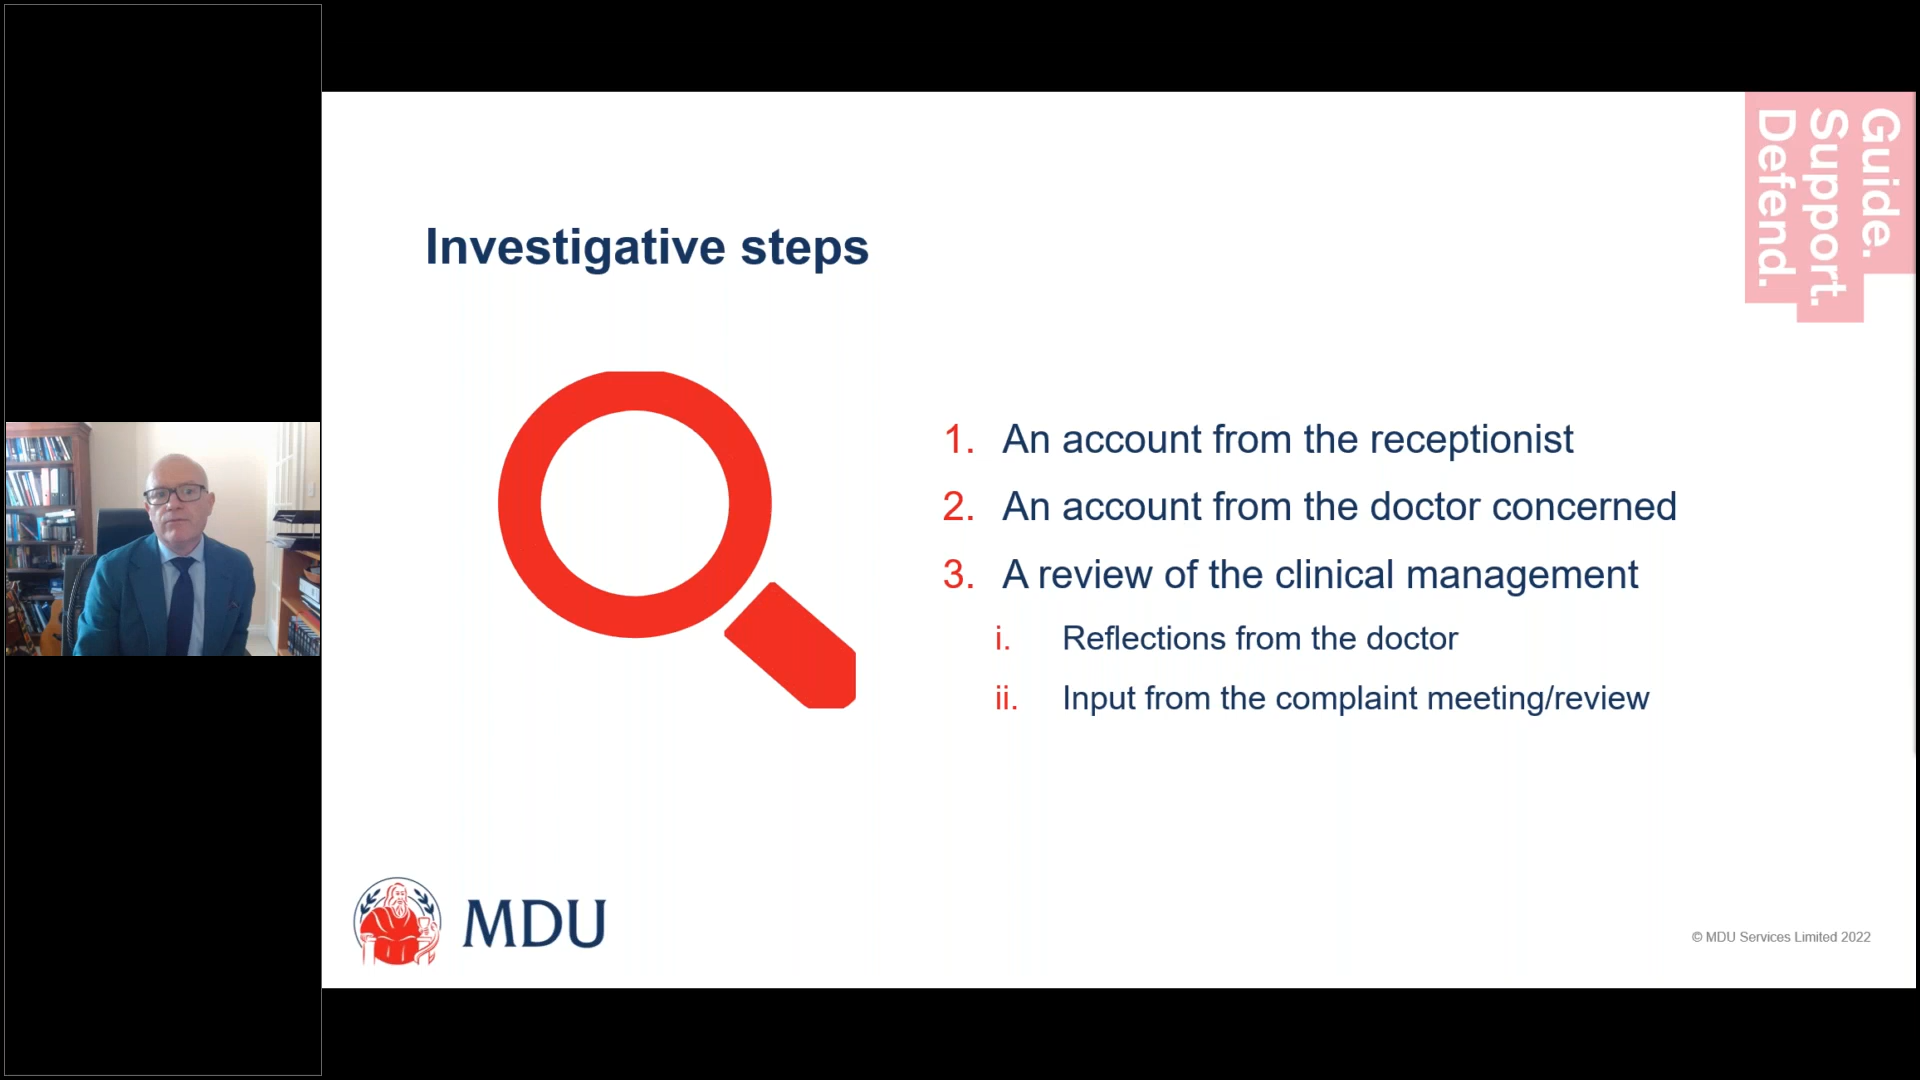 Guide.
Support.
Defend.
Investigative steps
1. An account from the receptionist
2. An account from the doctor concerned
3. A review of the clinical management
i. Reflections from the doctor
ii. Input from the complaint meeting/review
MDU
© MDU Services Limited 2022